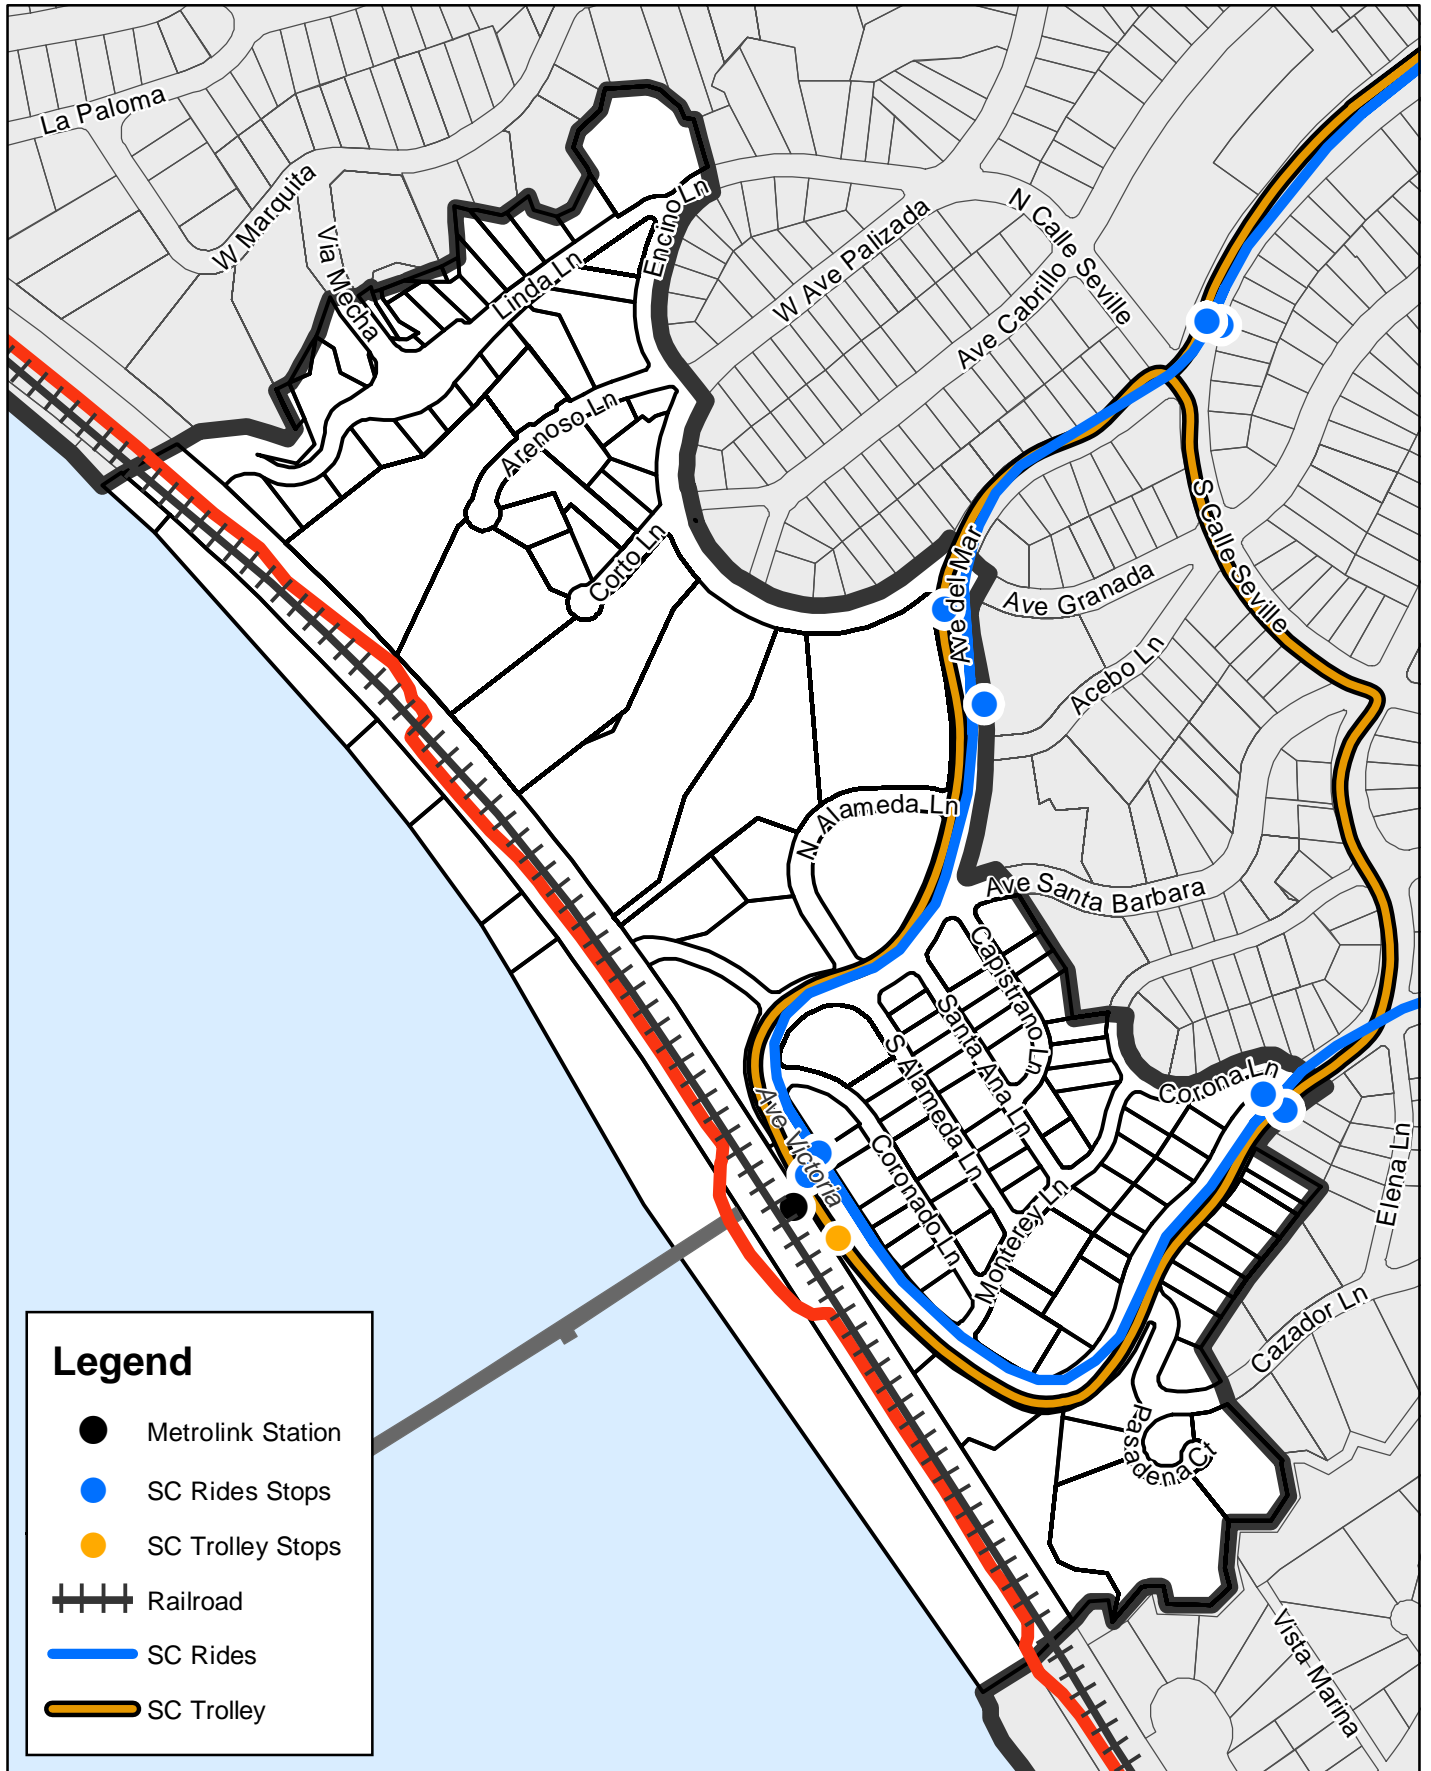 La Paloma
W Marquita
Via Mecha
Linda Ln
Encino Ln
W Ave Palizada
N Calle Seville
Ave Cabrillo
Arenoso Ln
Corto Ln
Ave del Mar
Ave Granada
S Calle Seville
Acebo Ln
N Alameda Ln
Ave Santa Barbara
Capistrano Ln
Santa Ana Ln
S Alameda Ln
Corona Ln
Ave Victoria
Coronado Ln
Monterey Ln
Elena Ln
Cazador Ln
Pasadena Ct
Vista Marina
Legend
Metrolink Station
SC Rides Stops
SC Trolley Stops
Railroad
SC Rides
SC Trolley